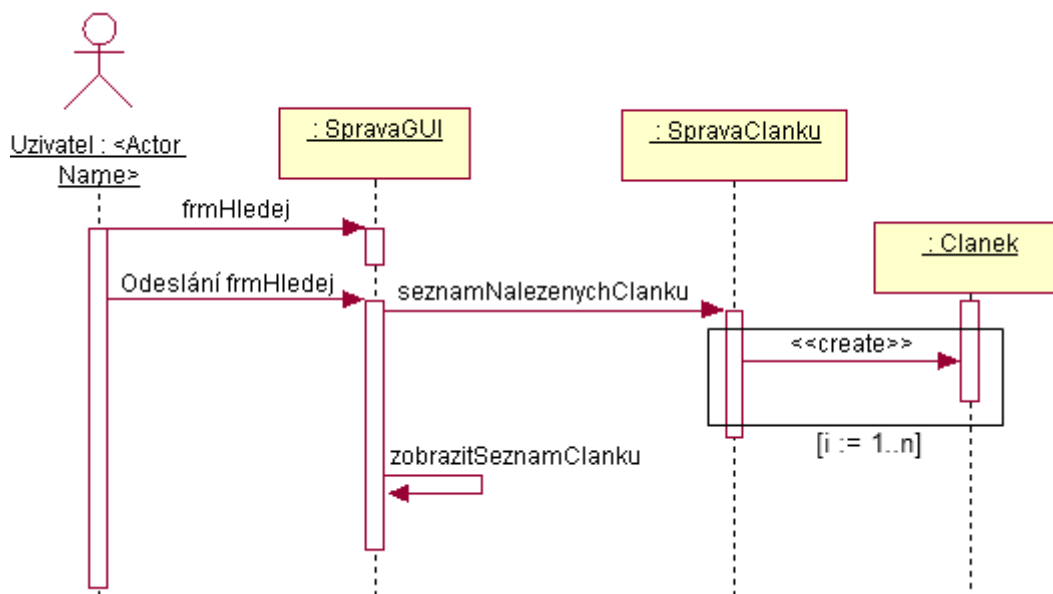 : SpravaGUI
: SpravaClanku
Uzivatel : <Actor
Name>
frmHledej
: Clanek
Odeslání frmHledej
seznamNalezenychClanku
<<create>>
[i := 1..n]
zobrazitSeznamClanku